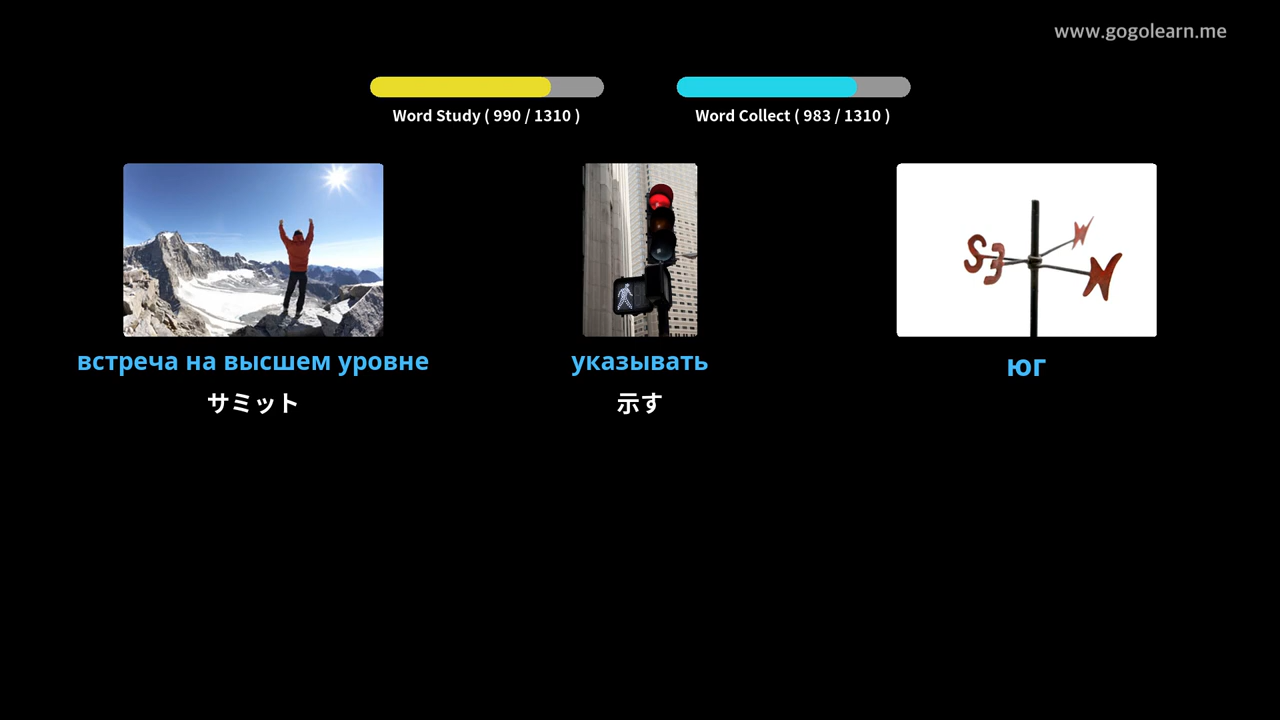 www.gogolearn.me
Word Study ( 990 / 1310 )
Word Collect ( 983 / 1310 )
встреча на высшем уровне
サミット
указывать
示す
S
E
N
юг